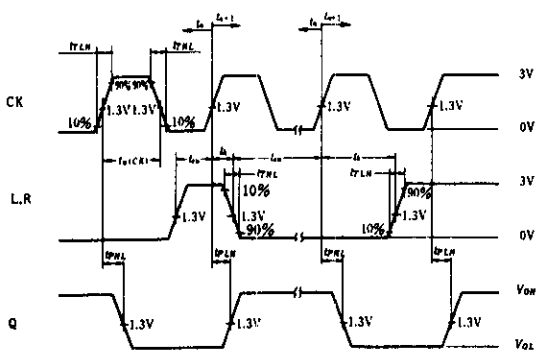 tn tn+1 tn tn+1
tTLH tTHL
90% 90% 3V
CK 1.3V 1.3V 1.3V 1.3V 1.3V
10% 10% 0V
tw(CK) tsu th tsu th
tTHL tTLH
10% 90% 3V
L.R 1.3V 1.3V 1.3V
90% 10% 0V
tPHL tPLH tPHL tPLH
VOH
Q 1.3V 1.3V 1.3V 1.3V
VOL